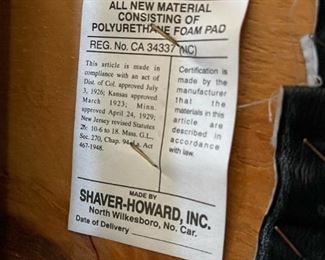 ALL NEW MATERIAL
CONSISTING OF
POLYURETHANE FOAM PAD
REG. No. CA 34337 (NC)
This article is made in
compliance with an act of
Dist. of Col. approved July
3, 1926; Kansas approved
March 1923; Minn.
approved April 24, 1929;
New Jersey revised Statutes
26: 10-6 to 18. Mass. G.L.
Sec. 270, Chap. 94 Act
467-1948.
Certification is
made by the
manufacturer
that the
materials in this
article are
described in
accordance
with law.
MADE BY
SHAVER-HOWARD, INC.
North Wilkesboro, No. Car.
Date of Delivery